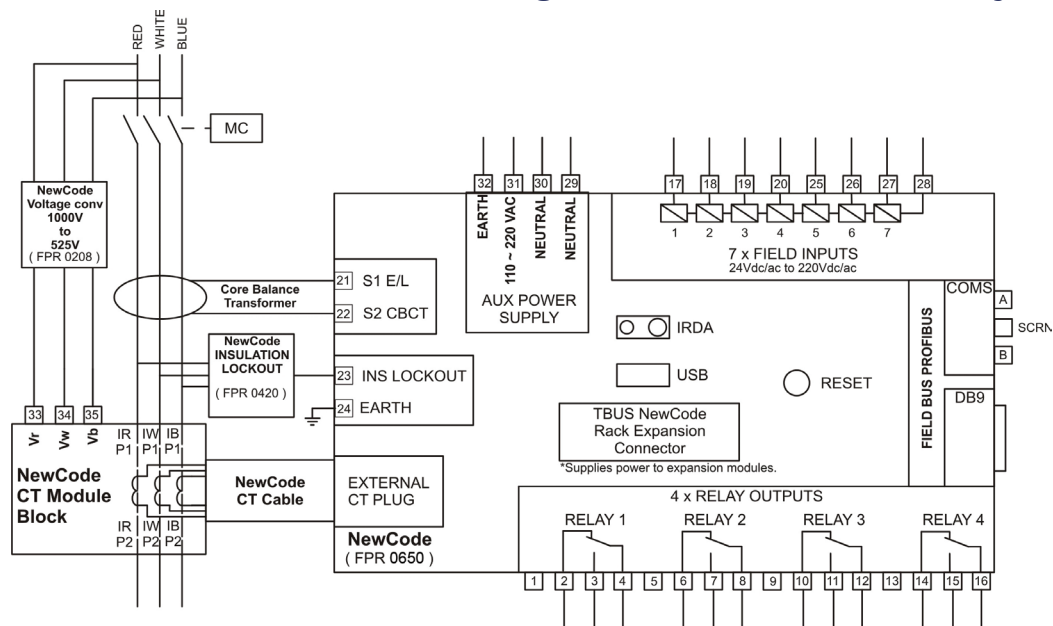 RED
WHITE
BLUE
MC
NewCode
Voltage conv
1000V
to
525V
( FPR 0208 )
32
31
30
29
EARTH
110 ~ 220 VAC
NEUTRAL
NEUTRAL
AUX POWER
SUPPLY
17
18
19
20
25
26
27
28
1
2
3
4
5
6
7
7 x FIELD INPUTS
24Vdc/ac to 220Vdc/ac
Core Balance
Transformer
21 S1 E/L
22 S2 CBCT
NewCode
INSULATION
LOCKOUT
( FPR 0420 )
23 INS LOCKOUT
24 EARTH
IRDA
USB
RESET
TBUS NewCode
Rack Expansion
Connector
*Supplies power to expansion modules.
FIELD BUS PROFIBUS
COMS
A
SCRN
B
DB9
33
34
35
Vr
Vw
Vb
IR IW IB
P1 P1 P1
NewCode
CT Module
Block
IR IW IB
P2 P2 P2
NewCode
CT Cable
EXTERNAL
CT PLUG
NewCode
( FPR 0650 )
4 x RELAY OUTPUTS
RELAY 1
RELAY 2
RELAY 3
RELAY 4
1
2
3
4
5
6
7
8
9
10
11
12
13
14
15
16